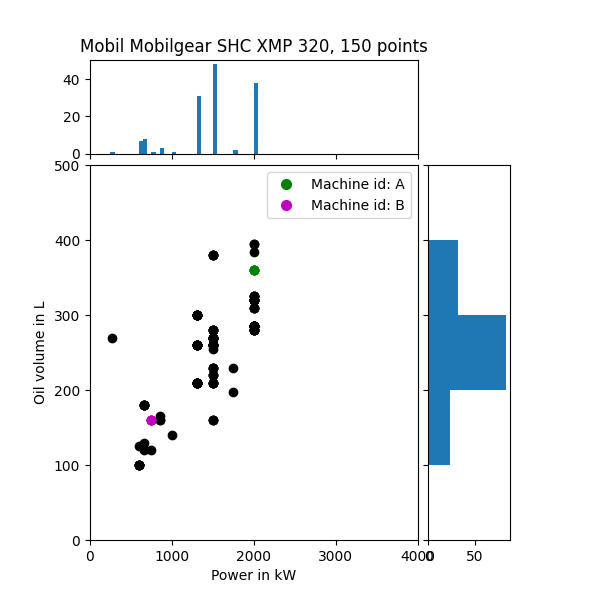 Mobil Mobilgear SHC XMP 320, 150 points
40
20
0
500
400
300
200
100
0
Oil volume in L
Machine id: A
Machine id: B
0 1000 2000 3000 4000
0 50
Power in kW